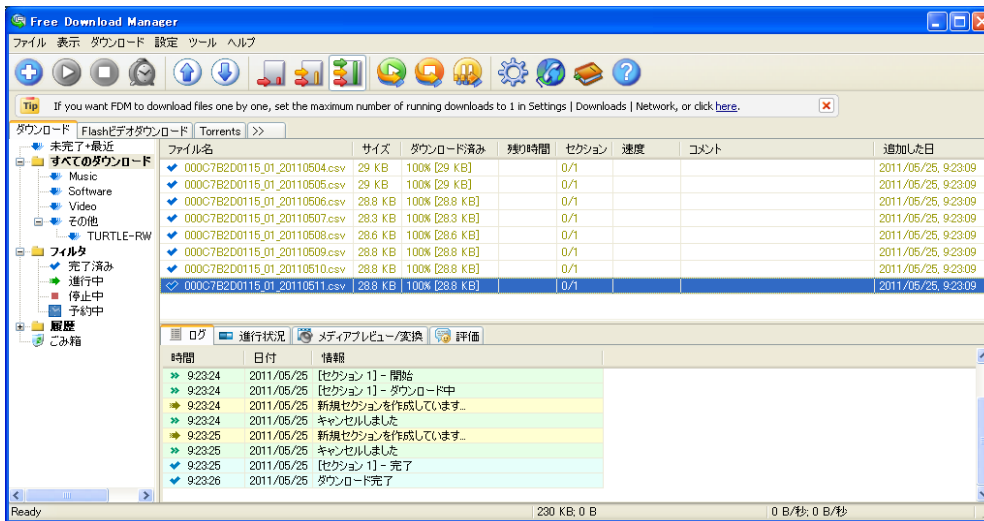 Free Download Manager
ファイル 表示 ダウンロード 設定 ツール ヘルプ
Tip If you want FDM to download files one by one, set the maximum number of running downloads to 1 in Settings | Downloads | Network, or click here.
ダウンロード Flashビデオダウンロード Torrents >>
未完了+最近
すべてのダウンロード
Music
Software
Video
その他
TURTLE-RW
フィルタ
完了済み
進行中
停止中
予約中
履歴
ごみ箱
ファイル名 サイズ ダウンロード済み 残り時間 セクション 速度 コメント 追加した日
000C7B2D0115_01_20110504.csv 29 KB 100% [29 KB] 0/1 2011/05/25, 9:23:09
000C7B2D0115_01_20110505.csv 29 KB 100% [29 KB] 0/1 2011/05/25, 9:23:09
000C7B2D0115_01_20110506.csv 28.8 KB 100% [28.8 KB] 0/1 2011/05/25, 9:23:09
000C7B2D0115_01_20110507.csv 28.3 KB 100% [28.3 KB] 0/1 2011/05/25, 9:23:09
000C7B2D0115_01_20110508.csv 28.6 KB 100% [28.6 KB] 0/1 2011/05/25, 9:23:09
000C7B2D0115_01_20110509.csv 28.8 KB 100% [28.8 KB] 0/1 2011/05/25, 9:23:09
000C7B2D0115_01_20110510.csv 28.8 KB 100% [28.8 KB] 0/1 2011/05/25, 9:23:09
000C7B2D0115_01_20110511.csv 28.8 KB 100% [28.8 KB] 0/1 2011/05/25, 9:23:09
ログ 進行状況 メディアプレビュー/変換 評価
時間 日付 情報
9:23:24 2011/05/25 [セクション 1] - 開始
9:23:24 2011/05/25 [セクション 1] - ダウンロード中
9:23:24 2011/05/25 新規セクションを作成しています...
9:23:24 2011/05/25 キャンセルしました
9:23:25 2011/05/25 新規セクションを作成しています...
9:23:25 2011/05/25 キャンセルしました
9:23:25 2011/05/25 [セクション 1] - 完了
9:23:26 2011/05/25 ダウンロード完了
Ready 230 KB; 0 B 0 B/秒; 0 B/秒